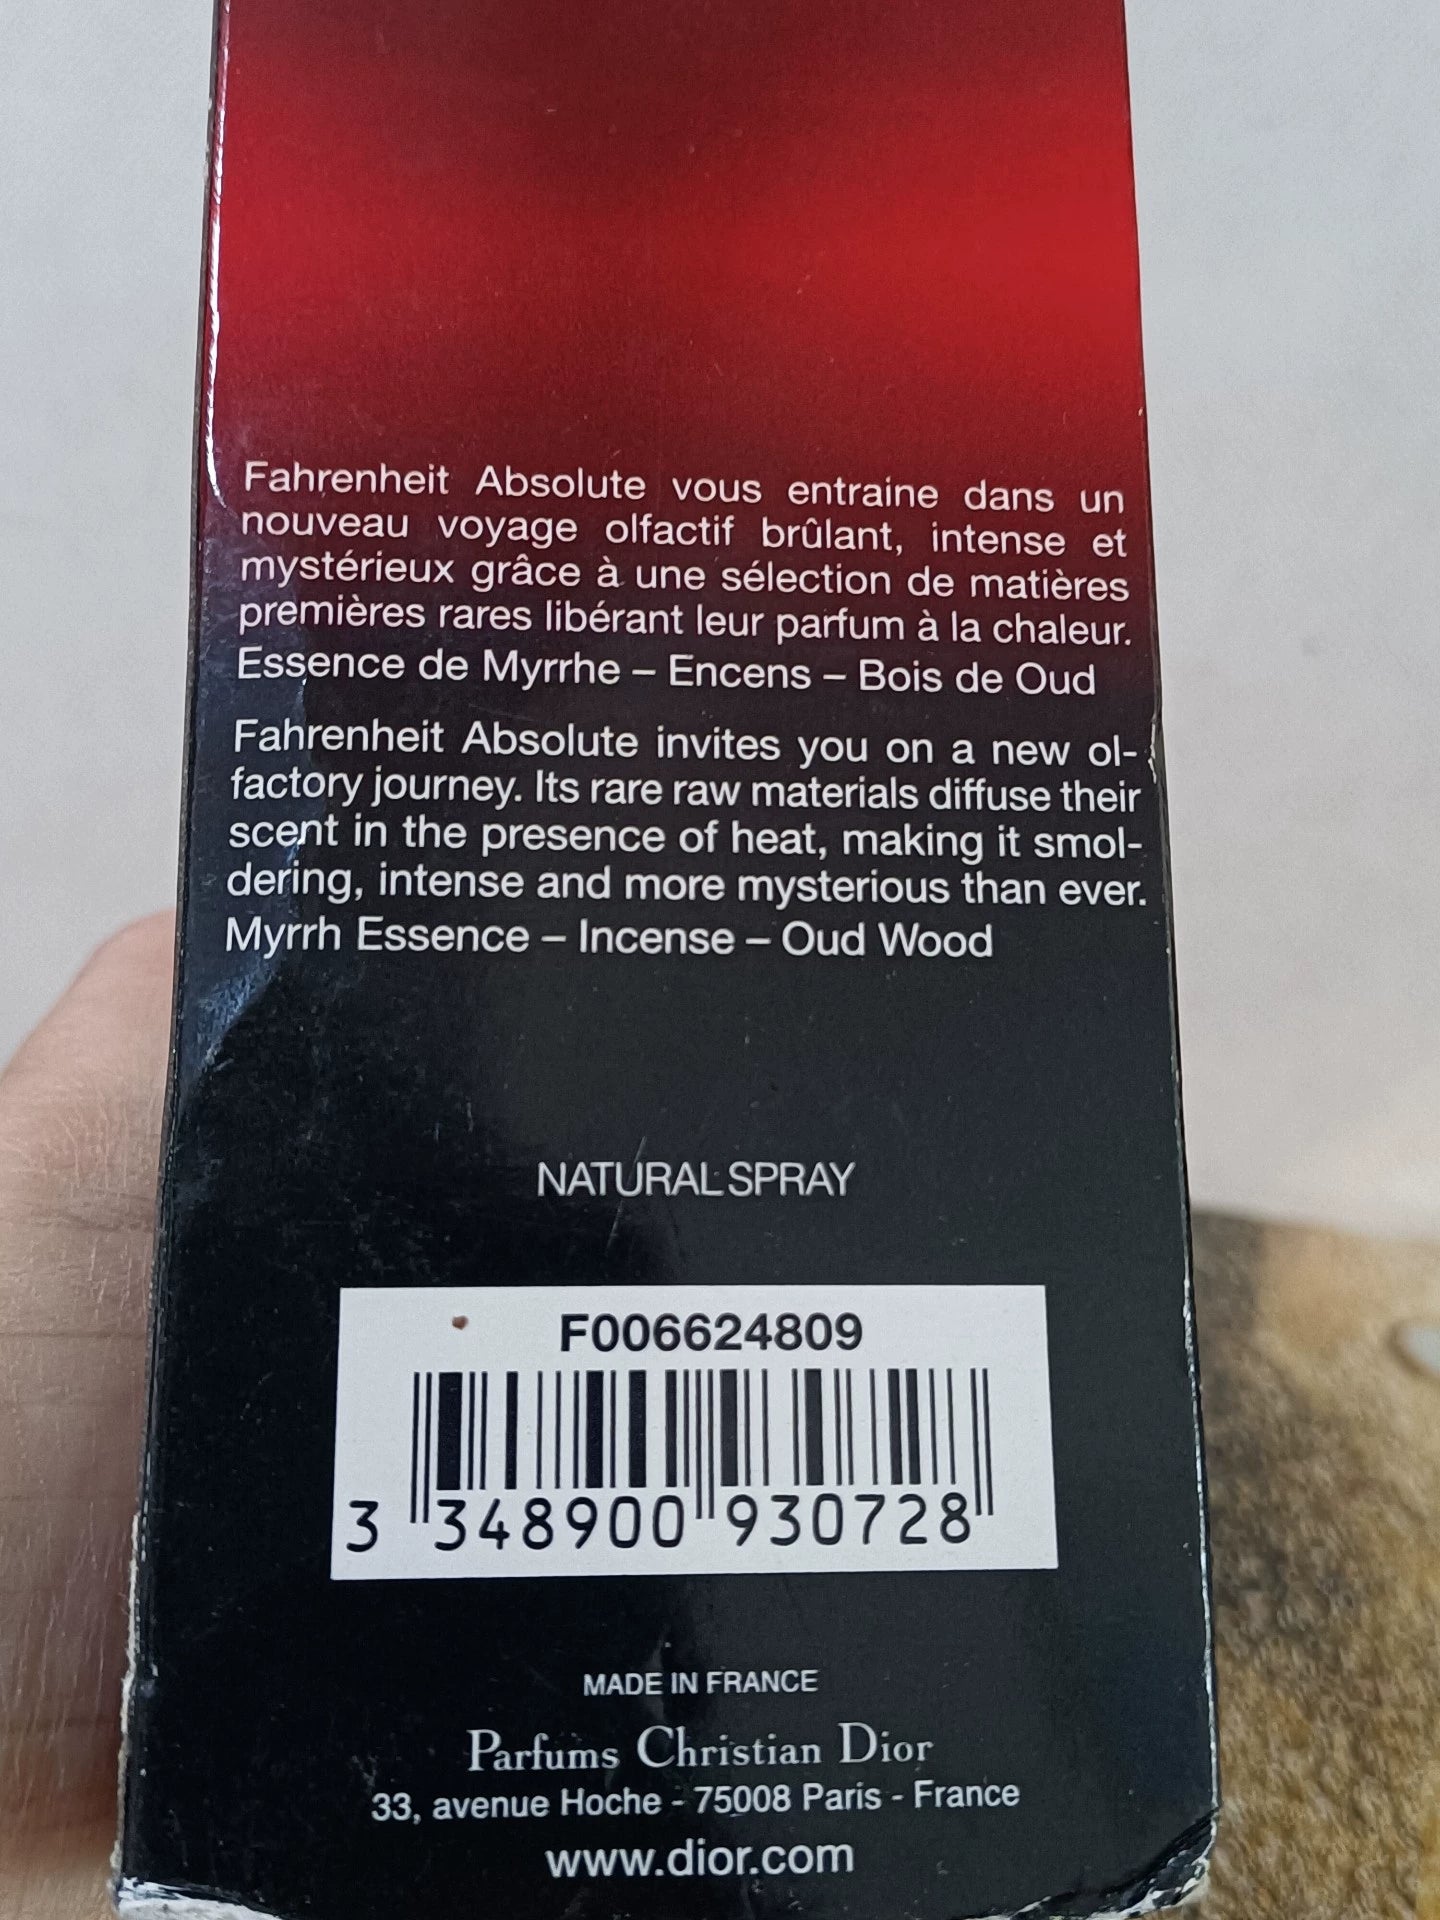 Fahrenheit Absolute vous entraine dans un
nouveau voyage olfactif brûlant, intense et
mystérieux grâce à une sélection de matières
premières rares libérant leur parfum à la chaleur.
Essence de Myrrhe – Encens – Bois de Oud
Fahrenheit Absolute invites you on a new ol-
factory journey. Its rare raw materials diffuse their
scent in the presence of heat, making it smol-
dering, intense and more mysterious than ever.
Myrrh Essence – Incense – Oud Wood
NATURAL SPRAY
F006624809
3 348900 930728
MADE IN FRANCE
Parfums Christian Dior
33, avenue Hoche - 75008 Paris - France
www.dior.com